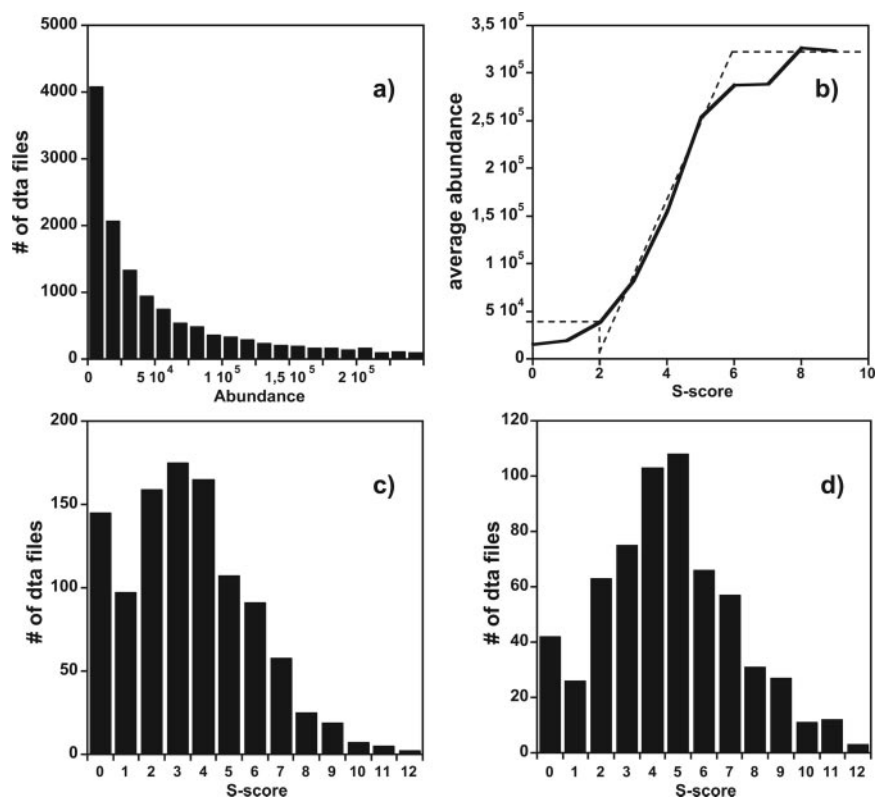 5000
4000
3000
2000
1000
0
# of dta files
a)
0
5 10⁴
1 10⁵
1,5 10⁵
2 10⁵
Abundance
3,5 10⁵
3 10⁵
2,5 10⁵
2 10⁵
1,5 10⁵
1 10⁵
5 10⁴
0
average abundance
b)
0 2 4 6 8 10
S-score
200
150
100
50
0
# of dta files
c)
0 1 2 3 4 5 6 7 8 9 10 11 12
S-score
120
100
80
60
40
20
0
# of dta files
d)
0 1 2 3 4 5 6 7 8 9 10 11 12
S-score